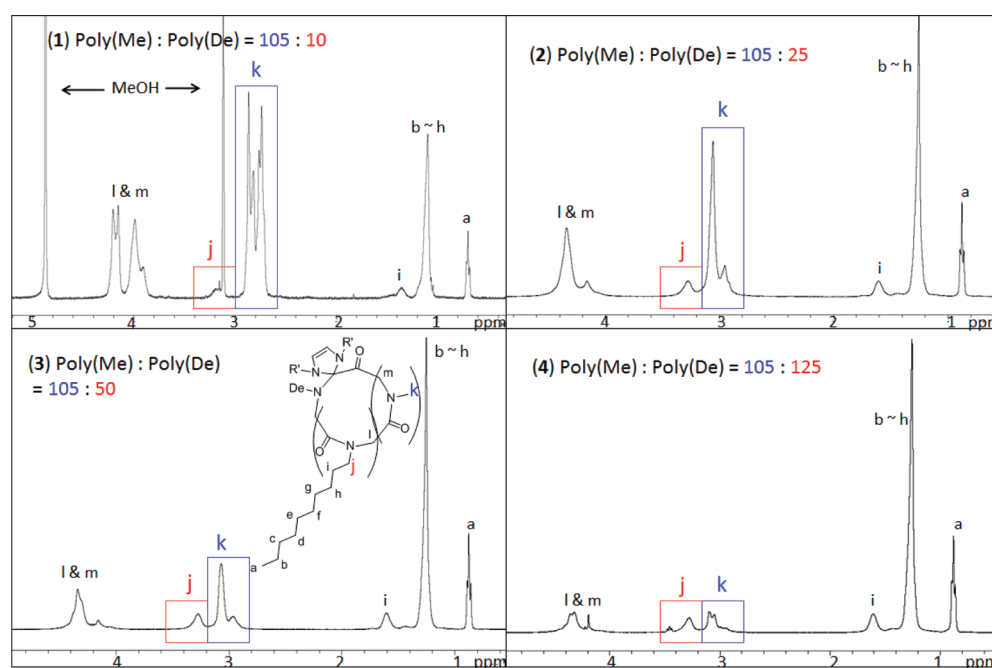 (1) Poly(Me) : Poly(De) = 105 : 10
k
MeOH
b ~ h
l & m
a
j
i
5 4 3 2 1 ppm
(2) Poly(Me) : Poly(De) = 105 : 25
b ~ h
k
l & m
a
j
i
4 3 2 1 ppm
(3) Poly(Me) : Poly(De)
= 105 : 50
b ~ h
R'
N
O
R'
N
m
De
N
N
k
l
O
O
N
i
j
g
h
e
f
c
d
a
b
k
a
l & m
j
i
4 3 2 1 ppm
(4) Poly(Me) : Poly(De) = 105 : 125
b ~ h
a
k
l & m
j
i
4 3 2 1 ppm